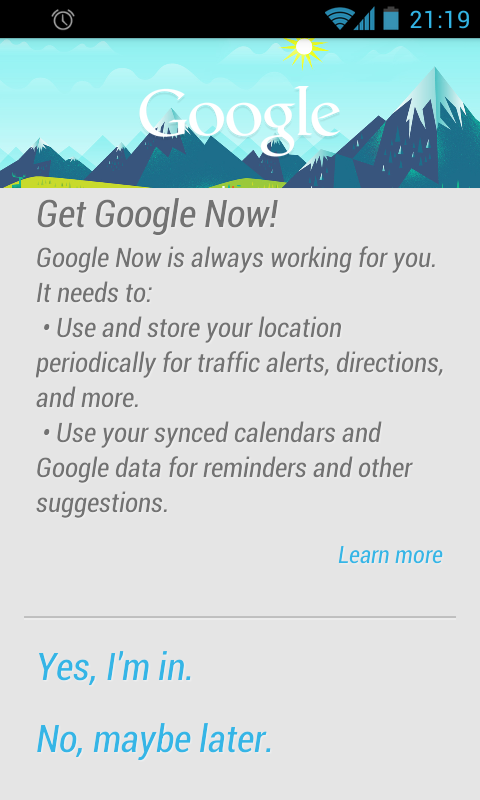 21:19
Google
Get Google Now!
Google Now is always working for you.
It needs to:
• Use and store your location
periodically for traffic alerts, directions,
and more.
• Use your synced calendars and
Google data for reminders and other
suggestions.
Learn more
Yes, I'm in.
No, maybe later.